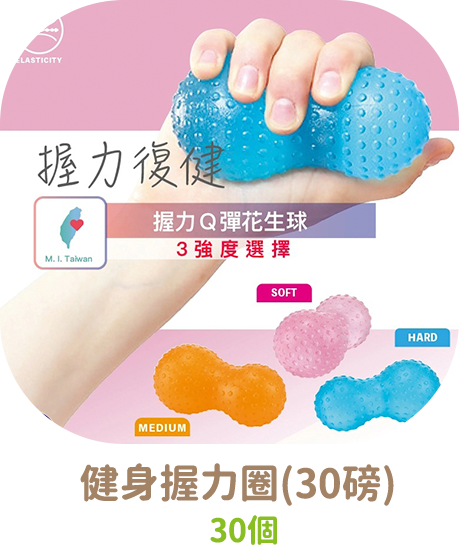 ELASTICITY
握力復健
握力Q彈花生球
3強度選擇
M. I. Taiwan
SOFT
HARD
MEDIUM
健身握力圈(30磅)
30個